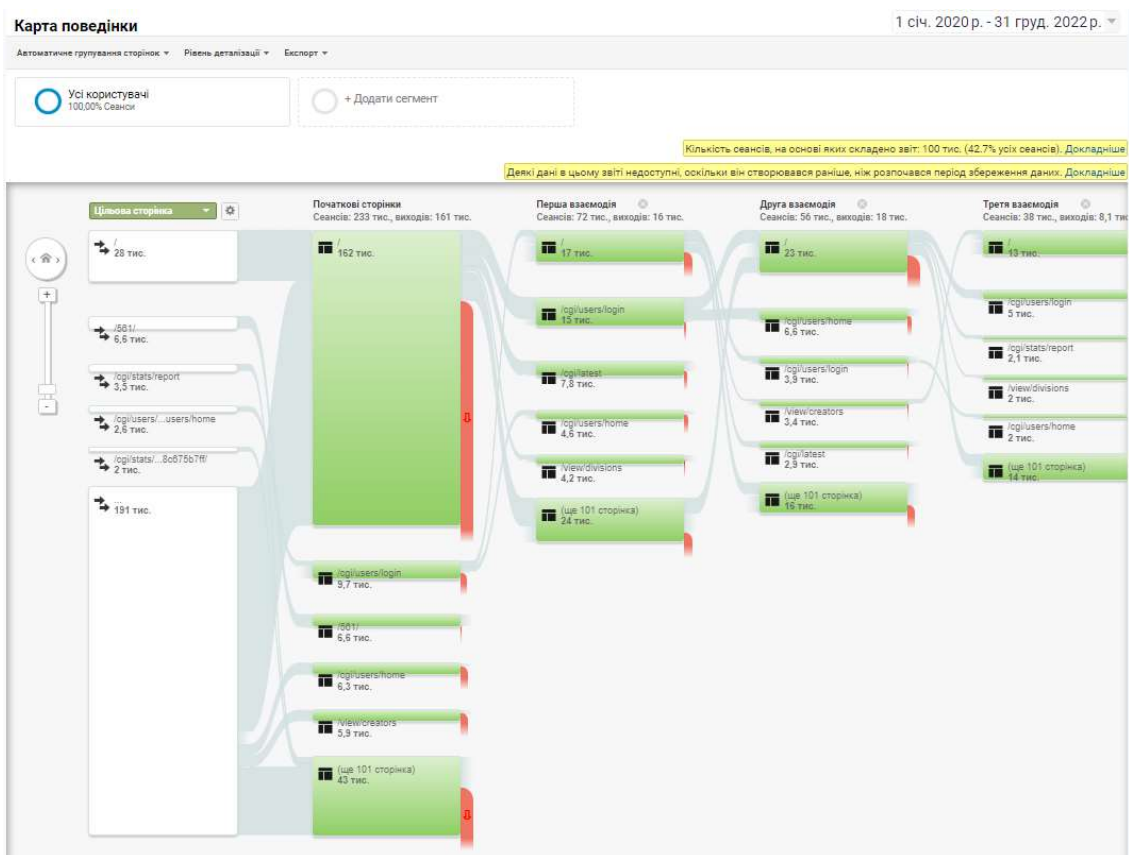 Карта поведінки
1 січ. 2020 р. - 31 груд. 2022 р.
Автоматичне групування сторінок Рівень деталізації Експорт
Усі користувачі
100,00% Сеанси
+ Додати сегмент
Кількість сеансів, на основі яких складено звіт: 100 тис. (42.7% усіх сеансів). Докладніше
Деякі дані в цьому звіті недоступні, оскільки він створювався раніше, ніж розпочався період збереження даних. Докладніше
Цільова сторінка
/
28 тис.
/561/
6,6 тис.
/cgi/stats/report
3,5 тис.
/cgi/users/...users/home
2,6 тис.
/cgi/stats/...8c675b7ff/
2 тис.
...
191 тис.
Початкові сторінки
Сеансів: 233 тис., виходів: 161 тис.
/
162 тис.
/cgi/users/login
9,7 тис.
/561/
6,6 тис.
/cgi/users/home
6,3 тис.
/view/creators
5,9 тис.
(ще 101 сторінка)
43 тис.
Перша взаємодія
Сеансів: 72 тис., виходів: 16 тис.
/
17 тис.
/cgi/users/login
15 тис.
/cgi/latest
7,8 тис.
/cgi/users/home
4,6 тис.
/view/divisions
4,2 тис.
(ще 101 сторінка)
24 тис.
Друга взаємодія
Сеансів: 56 тис., виходів: 18 тис.
/
23 тис.
/cgi/users/home
6,6 тис.
/cgi/users/login
3,9 тис.
/view/creators
3,4 тис.
/cgi/latest
2,9 тис.
(ще 101 сторінка)
16 тис.
Третя взаємодія
Сеансів: 38 тис., виходів: 8,1 тис
/
13 тис.
/cgi/users/login
5 тис.
/cgi/stats/report
2,1 тис.
/view/divisions
2 тис.
/cgi/users/home
2 тис.
(ще 101 сторінка)
14 тис.